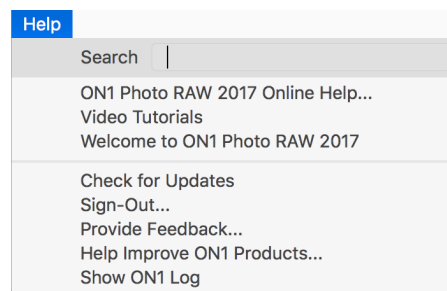 Help
Search
ON1 Photo RAW 2017 Online Help...
Video Tutorials
Welcome to ON1 Photo RAW 2017
Check for Updates
Sign-Out...
Provide Feedback...
Help Improve ON1 Products...
Show ON1 Log